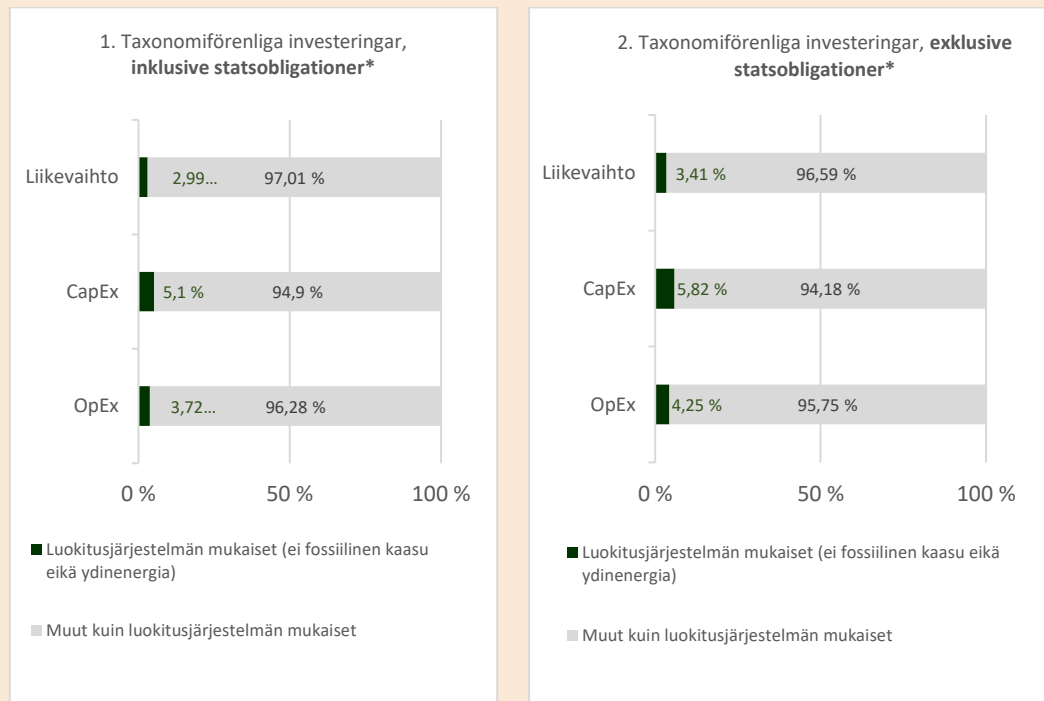 1. Taxonomiförenliga investeringar,
inklusive statsobligationer*
Liikevaihto
2,99...
97,01 %
CapEx
5,1 %
94,9 %
OpEx
3,72...
96,28 %
0 %
50 %
100 %
Luokitusjärjestelmän mukaiset (ei fossiilinen kaasu
eikä ydinenergia)
Muut kuin luokitusjärjestelmän mukaiset
2. Taxonomiförenliga investeringar, exklusive
statsobligationer*
Liikevaihto
3,41 %
96,59 %
CapEx
5,82 %
94,18 %
OpEx
4,25 %
95,75 %
0 %
50 %
100 %
Luokitusjärjestelmän mukaiset (ei fossiilinen kaasu eikä
ydinenergia)
Muut kuin luokitusjärjestelmän mukaiset